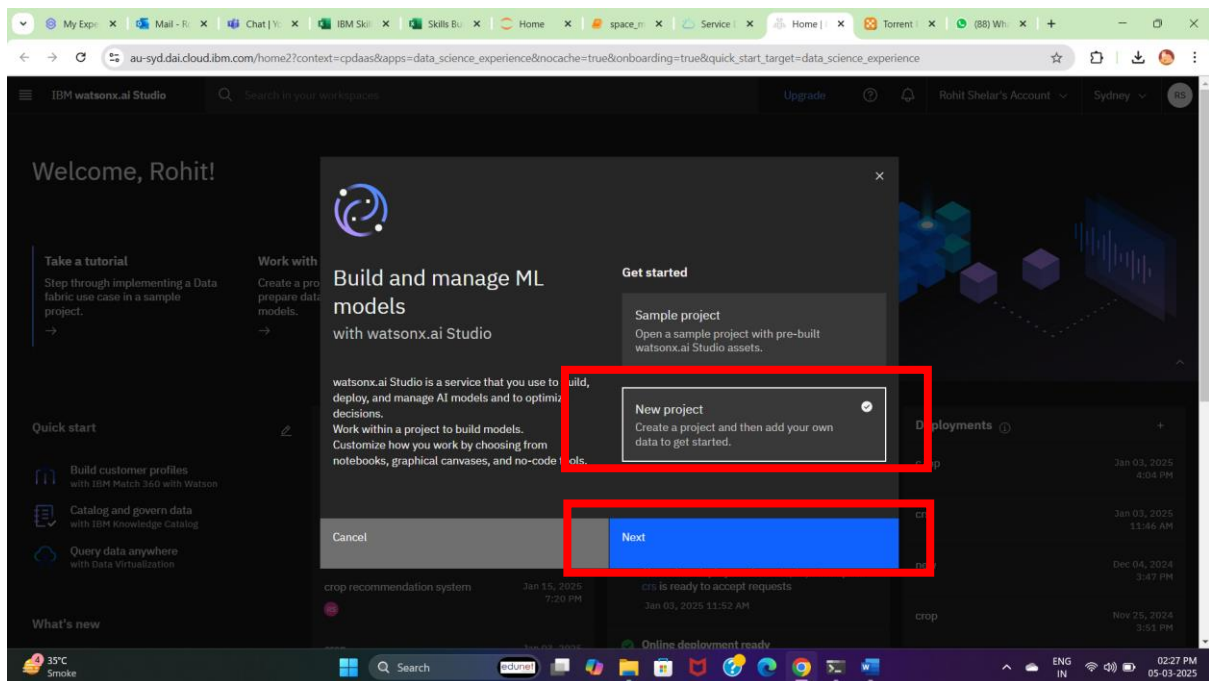 My Expe
Mail - Ro
Chat | Yo
IBM Skil
Skills Bu
Home
space_m
Service
Home |
Torrent
(88) Wh
au-syd.dai.cloud.ibm.com/home2?context=cpdaas&apps=data_science_experience&nocache=true&onboarding=true&quick_start_target=data_science_experience
IBM watsonx.ai Studio
Search in your workspaces
Upgrade
Rohit Shelar's Account
Sydney
RS
Welcome, Rohit!
Take a tutorial
Step through implementing a Data
fabric use case in a sample
project.
Work with
Create a pro
prepare data
models.
Build and manage ML
models
with watsonx.ai Studio
watsonx.ai Studio is a service that you use to build,
deploy, and manage AI models and to optimiz
decisions.
Work within a project to build models.
Customize how you work by choosing from
notebooks, graphical canvases, and no-code tools.
Get started
Sample project
Open a sample project with pre-built
watsonx.ai Studio assets.
New project
Create a project and then add your own
data to get started.
Cancel
Next
Quick start
Build customer profiles
with IBM Match 360 with Watson
Catalog and govern data
with IBM Knowledge Catalog
Query data anywhere
with Data Virtualization
What's new
crop recommendation system
Jan 15, 2025
7:20 PM
RS
crs is ready to accept requests
Jan 03, 2025 11:52 AM
Online deployment ready
Deployments
Jan 03, 2025
4:04 PM
Jan 03, 2025
11:46 AM
Dec 04, 2024
3:47 PM
crop
Nov 25, 2024
3:51 PM
4
35°C
Smoke
Search
edunet
ENG
IN
02:27 PM
05-03-2025